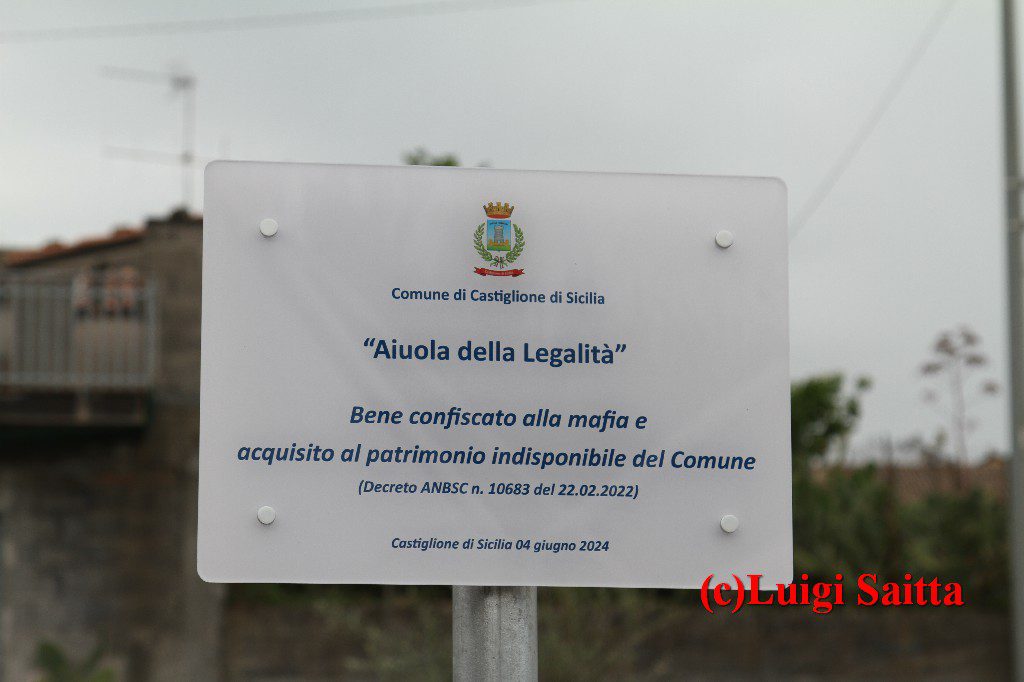 Comune di Castiglione di Sicilia
“Aiuola della Legalità”
Bene confiscato alla mafia e
acquisito al patrimonio indisponibile del Comune
(Decreto ANBSC n. 10683 del 22.02.2022)
Castiglione di Sicilia 04 giugno 2024
(c)Luigi Saitta